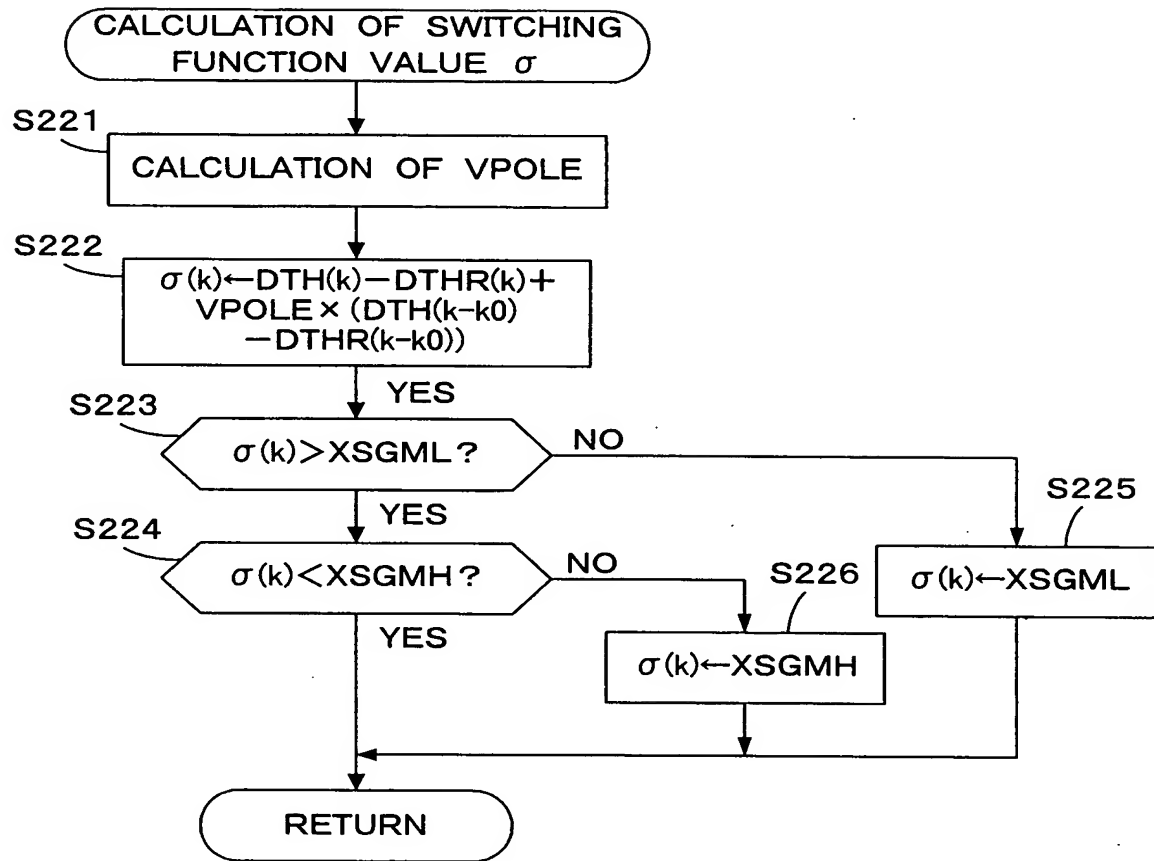 CALCULATION OF SWITCHING
FUNCTION VALUE σ
S221
CALCULATION OF VPOLE
S222
σ(k)←DTH(k)−DTHR(k)+
VPOLE×(DTH(k-k0)
−DTHR(k-k0))
YES
S223
σ(k)>XSGML?
NO
YES
S224
σ(k)<XSGMH?
NO
YES
S225
σ(k)←XSGML
S226
σ(k)←XSGMH
RETURN